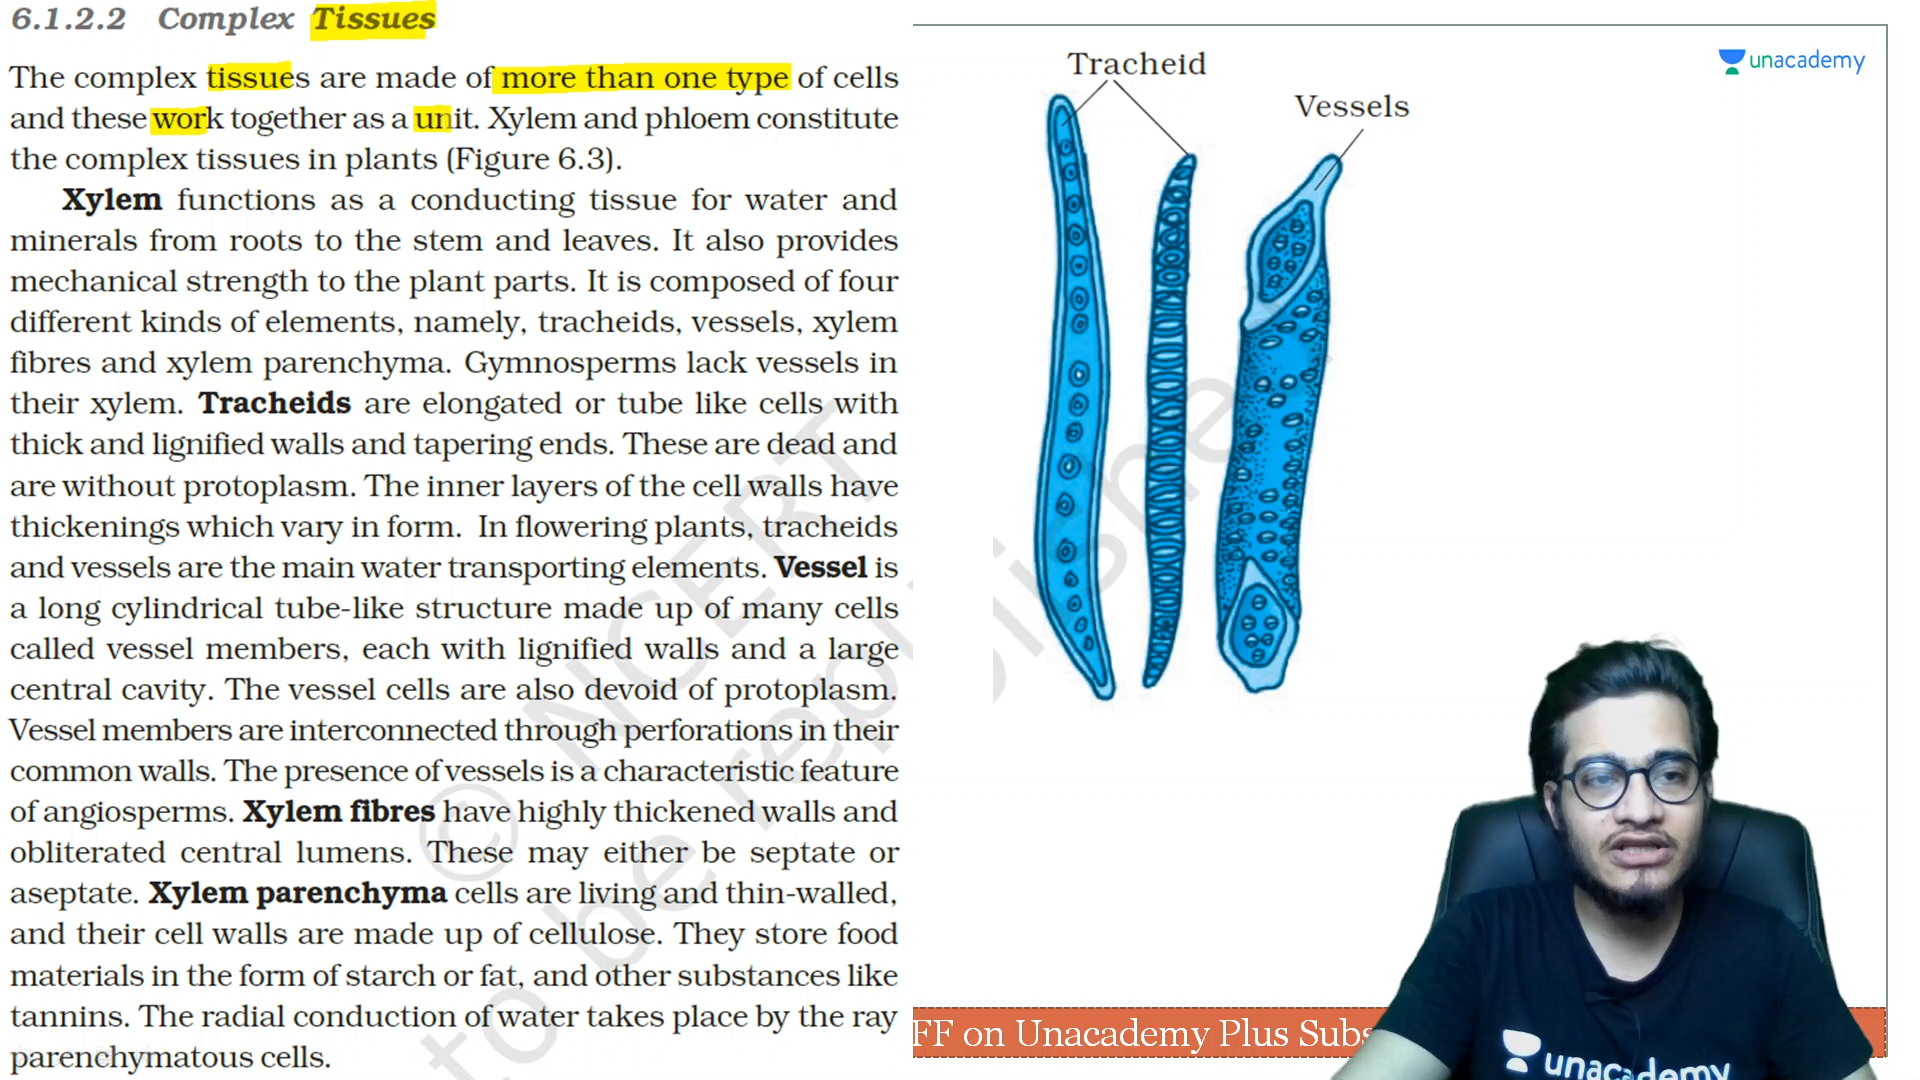 6.1.2.2 Complex Tissues
The complex tissues are made of more than one type of cells
and these work together as a unit. Xylem and phloem constitute
the complex tissues in plants (Figure 6.3).
Xylem functions as a conducting tissue for water and
minerals from roots to the stem and leaves. It also provides
mechanical strength to the plant parts. It is composed of four
different kinds of elements, namely, tracheids, vessels, xylem
fibres and xylem parenchyma. Gymnosperms lack vessels in
their xylem. Tracheids are elongated or tube like cells with
thick and lignified walls and tapering ends. These are dead and
are without protoplasm. The inner layers of the cell walls have
thickenings which vary in form. In flowering plants, tracheids
and vessels are the main water transporting elements. Vessel is
a long cylindrical tube-like structure made up of many cells
called vessel members, each with lignified walls and a large
central cavity. The vessel cells are also devoid of protoplasm.
Vessel members are interconnected through perforations in their
common walls. The presence of vessels is a characteristic feature
of angiosperms. Xylem fibres have highly thickened walls and
obliterated central lumens. These may either be septate or
aseptate. Xylem parenchyma cells are living and thin-walled,
and their cell walls are made up of cellulose. They store food
materials in the form of starch or fat, and other substances like
tannins. The radial conduction of water takes place by the ray
parenchymatous cells.
© NCERT
to be republishe
Tracheid
Vessels
unacademy
FF on Unacademy Plus Subs
unacademy